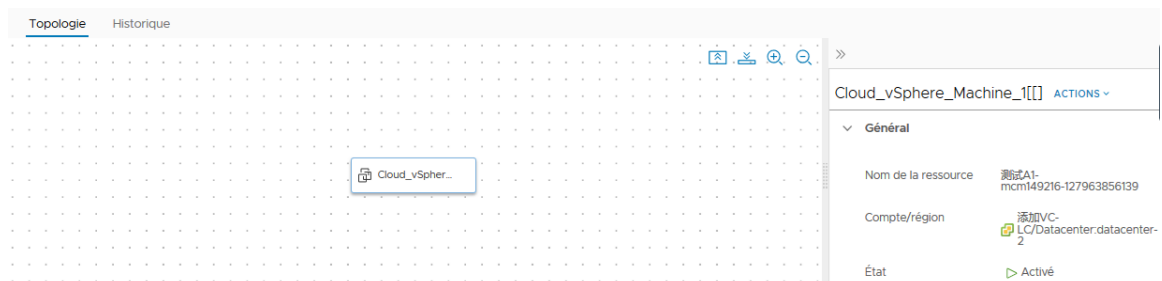 Topologie
Historique
Cloud_vSphere_Machine_1[[]
ACTIONS
Général
Cloud_vSpher...
Nom de la ressource
测试A1-
mcm149216-127963856139
Compte/région
添加VC-
LC/Datacenter:datacenter-
2
État
Activé